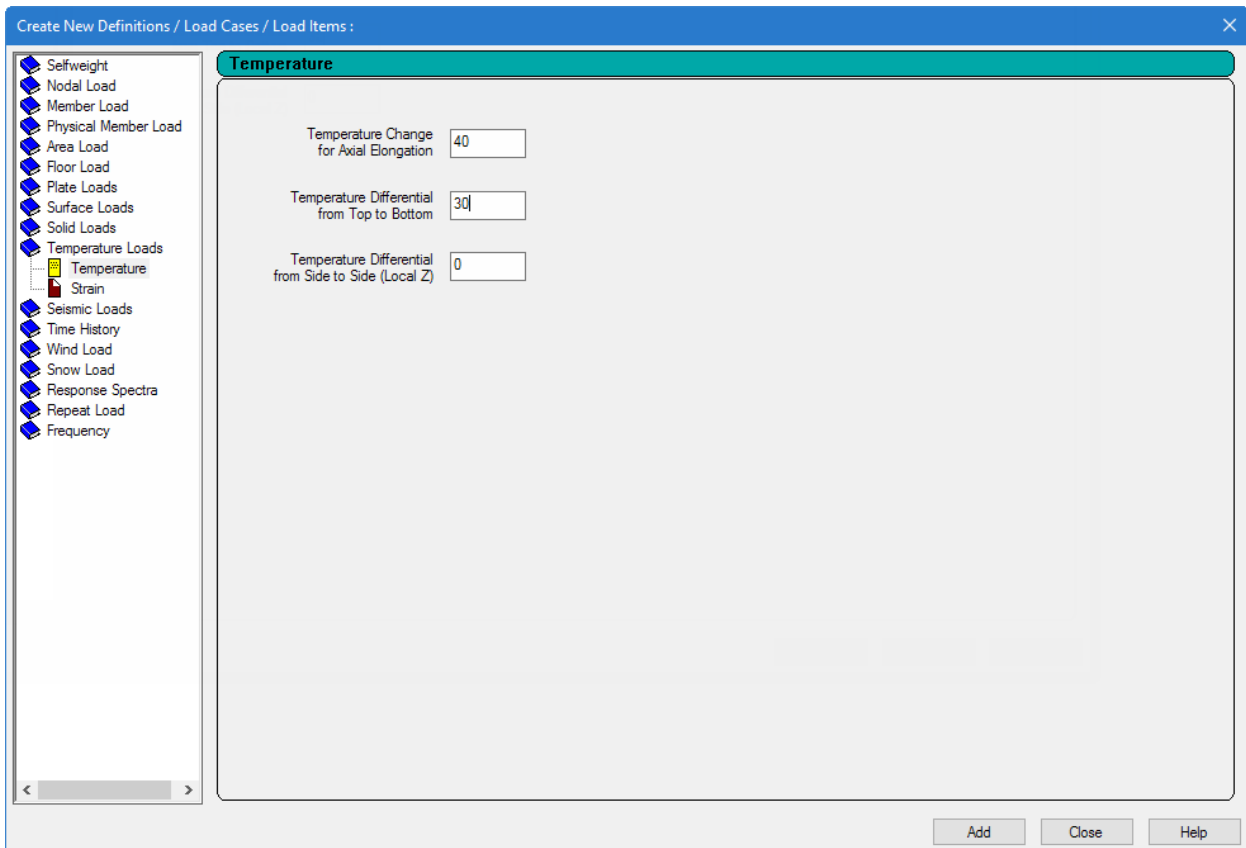 Create New Definitions / Load Cases / Load Items :
Selfweight
Nodal Load
Member Load
Physical Member Load
Area Load
Floor Load
Plate Loads
Surface Loads
Solid Loads
Temperature Loads
Temperature
Strain
Seismic Loads
Time History
Wind Load
Snow Load
Response Spectra
Repeat Load
Frequency
Temperature
Temperature Change
for Axial Elongation
40
Temperature Differential
from Top to Bottom
30
Temperature Differential
from Side to Side (Local Z)
0
Add
Close
Help